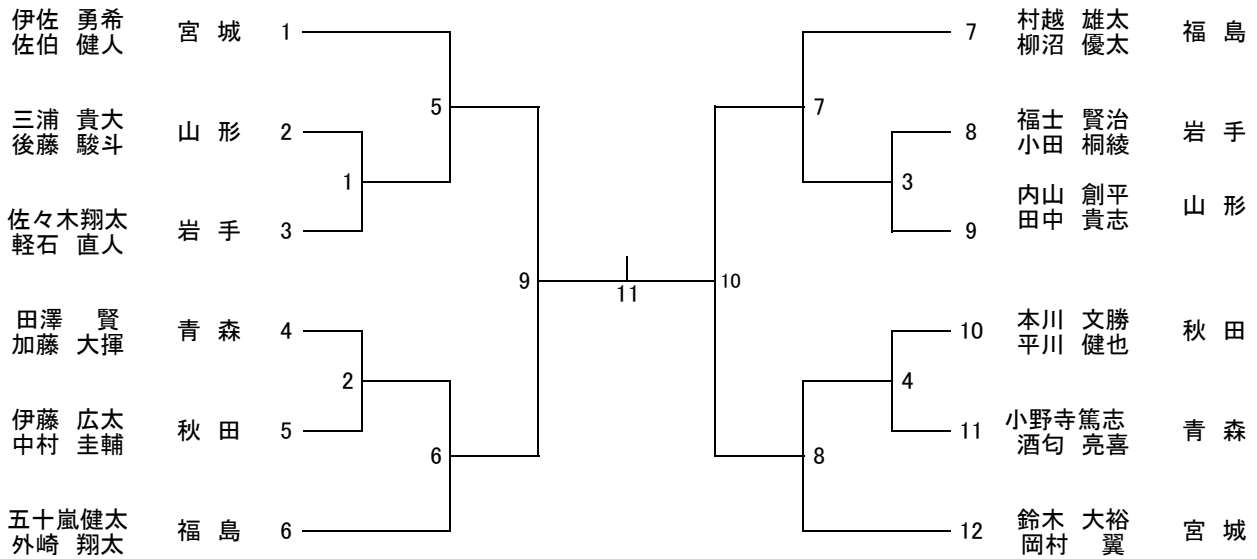 伊佐 勇希
佐伯 健人
宮 城 1
三浦 貴大
後藤 駿斗
山 形 2
佐々木翔太
軽石 直人
岩 手 3
田澤 賢
加藤 大揮
青 森 4
伊藤 広太
中村 圭輔
秋 田 5
五十嵐健太
外崎 翔太
福 島 6
1
2
5
6
9
11
10
7
8
3
4
7 村越 雄太
柳沼 優太
福 島
8 福士 賢治
小田 桐綾
岩 手
9 内山 創平
田中 貴志
山 形
10 本川 文勝
平川 健也
秋 田
11 小野寺篤志
酒匂 亮喜
青 森
12 鈴木 大裕
岡村 翼
宮 城